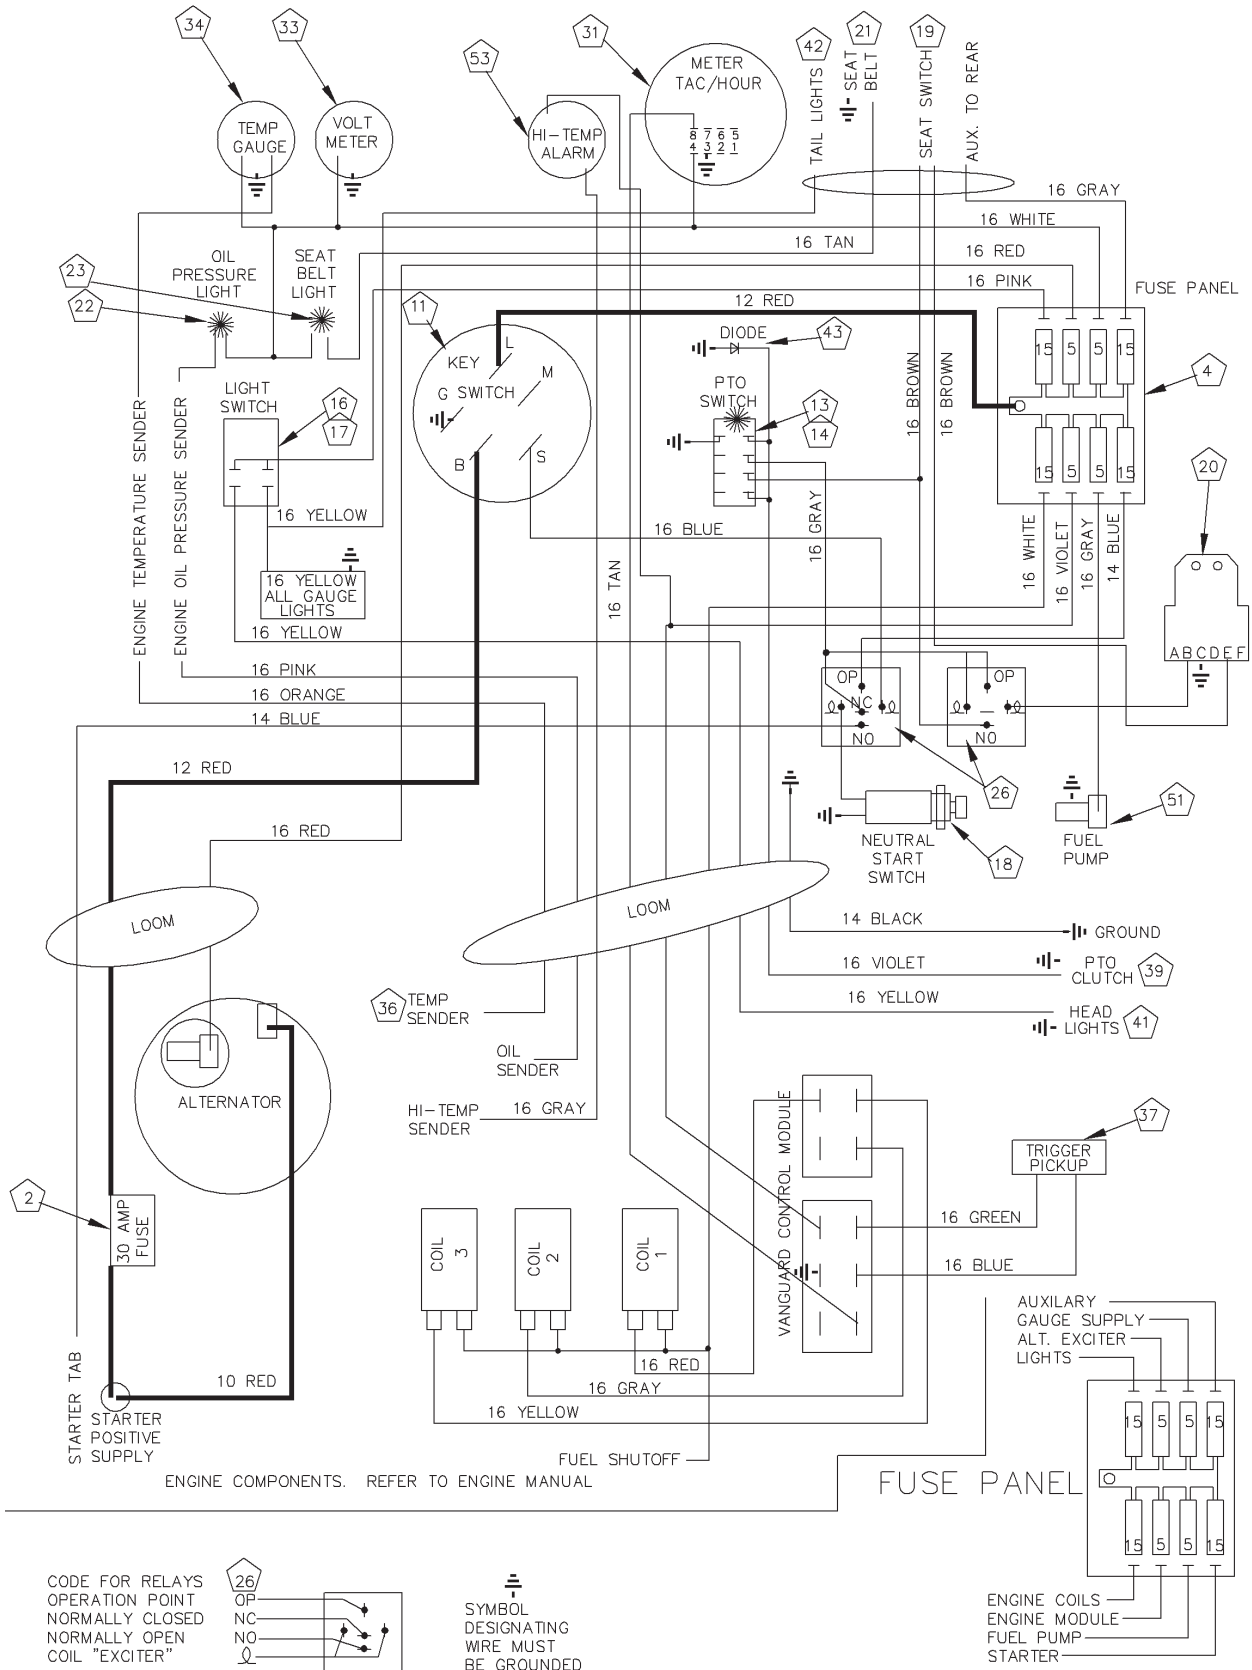 34
33
53
31
42
21
19
TEMP
GAUGE
VOLT
METER
HI-TEMP
ALARM
METER
TAC/HOUR
8 7 6 5
4 3 2 1
TAIL LIGHTS
SEAT
BELT
SEAT SWITCH
AUX. TO REAR
16 GRAY
16 WHITE
16 TAN
16 RED
16 PINK
12 RED
FUSE PANEL
23
22
OIL
PRESSURE
LIGHT
SEAT
BELT
LIGHT
11
KEY
SWITCH
L
M
G
B
S
DIODE
43
PTO
SWITCH
13
14
16 BROWN
16 BROWN
15
5
5
15
15
5
5
15
4
LIGHT
SWITCH
16
17
ENGINE TEMPERATURE SENDER
ENGINE OIL PRESSURE SENDER
16 YELLOW
16 YELLOW
ALL GAUGE
LIGHTS
16 YELLOW
16 BLUE
16 TAN
16 GRAY
16 WHITE
16 VIOLET
16 GRAY
14 BLUE
20
ABCDEF
16 PINK
16 ORANGE
14 BLUE
12 RED
16 RED
OP
NC
NO
OP
NO
26
NEUTRAL
START
SWITCH
18
FUEL
PUMP
51
LOOM
LOOM
14 BLACK
GROUND
16 VIOLET
PTO
CLUTCH
39
16 YELLOW
HEAD
LIGHTS
41
36
TEMP
SENDER
OIL
SENDER
HI-TEMP
SENDER
16 GRAY
ALTERNATOR
VANGUARD CONTROL MODULE
37
TRIGGER
PICKUP
16 GREEN
16 BLUE
2
30 AMP
FUSE
COIL
3
COIL
2
COIL
1
16 RED
16 GRAY
16 YELLOW
10 RED
STARTER TAB
STARTER
POSITIVE
SUPPLY
FUEL SHUTOFF
ENGINE COMPONENTS. REFER TO ENGINE MANUAL
AUXILARY
GAUGE SUPPLY
ALT. EXCITER
LIGHTS
15
5
5
15
FUSE PANEL
15
5
5
15
ENGINE COILS
ENGINE MODULE
FUEL PUMP
STARTER
CODE FOR RELAYS
26
OPERATION POINT OP
NORMALLY CLOSED NC
NORMALLY OPEN NO
COIL "EXCITER"
SYMBOL
DESIGNATING
WIRE MUST
BE GROUNDED